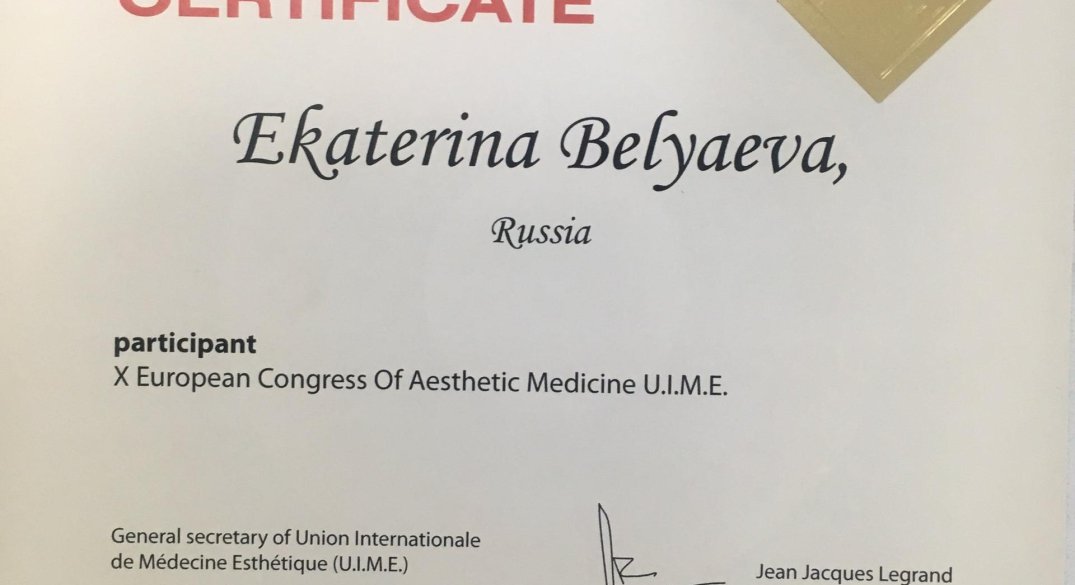 CERTIFICATE
Ekaterina Belyaeva,
Russia
participant
X European Congress Of Aesthetic Medicine U.I.M.E.
General secretary of Union Internationale
de Médecine Esthétique (U.I.M.E.)
Jean Jacques Legrand